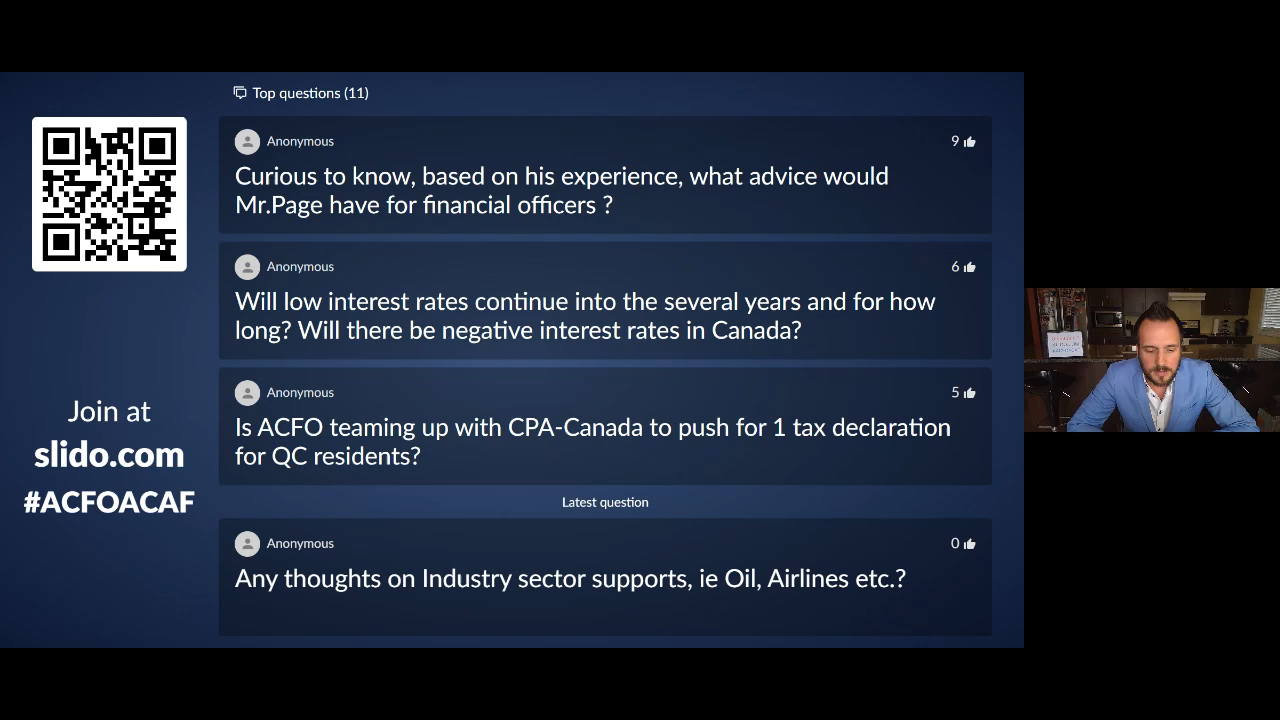 Top questions (11)
Anonymous
9
Curious to know, based on his experience, what advice would
Mr.Page have for financial officers ?
Anonymous
6
Will low interest rates continue into the several years and for how
long? Will there be negative interest rates in Canada?
Anonymous
5
Is ACFO teaming up with CPA-Canada to push for 1 tax declaration
for QC residents?
Latest question
Anonymous
0
Any thoughts on Industry sector supports, ie Oil, Airlines etc.?
Join at
slido.com
#ACFOACAF